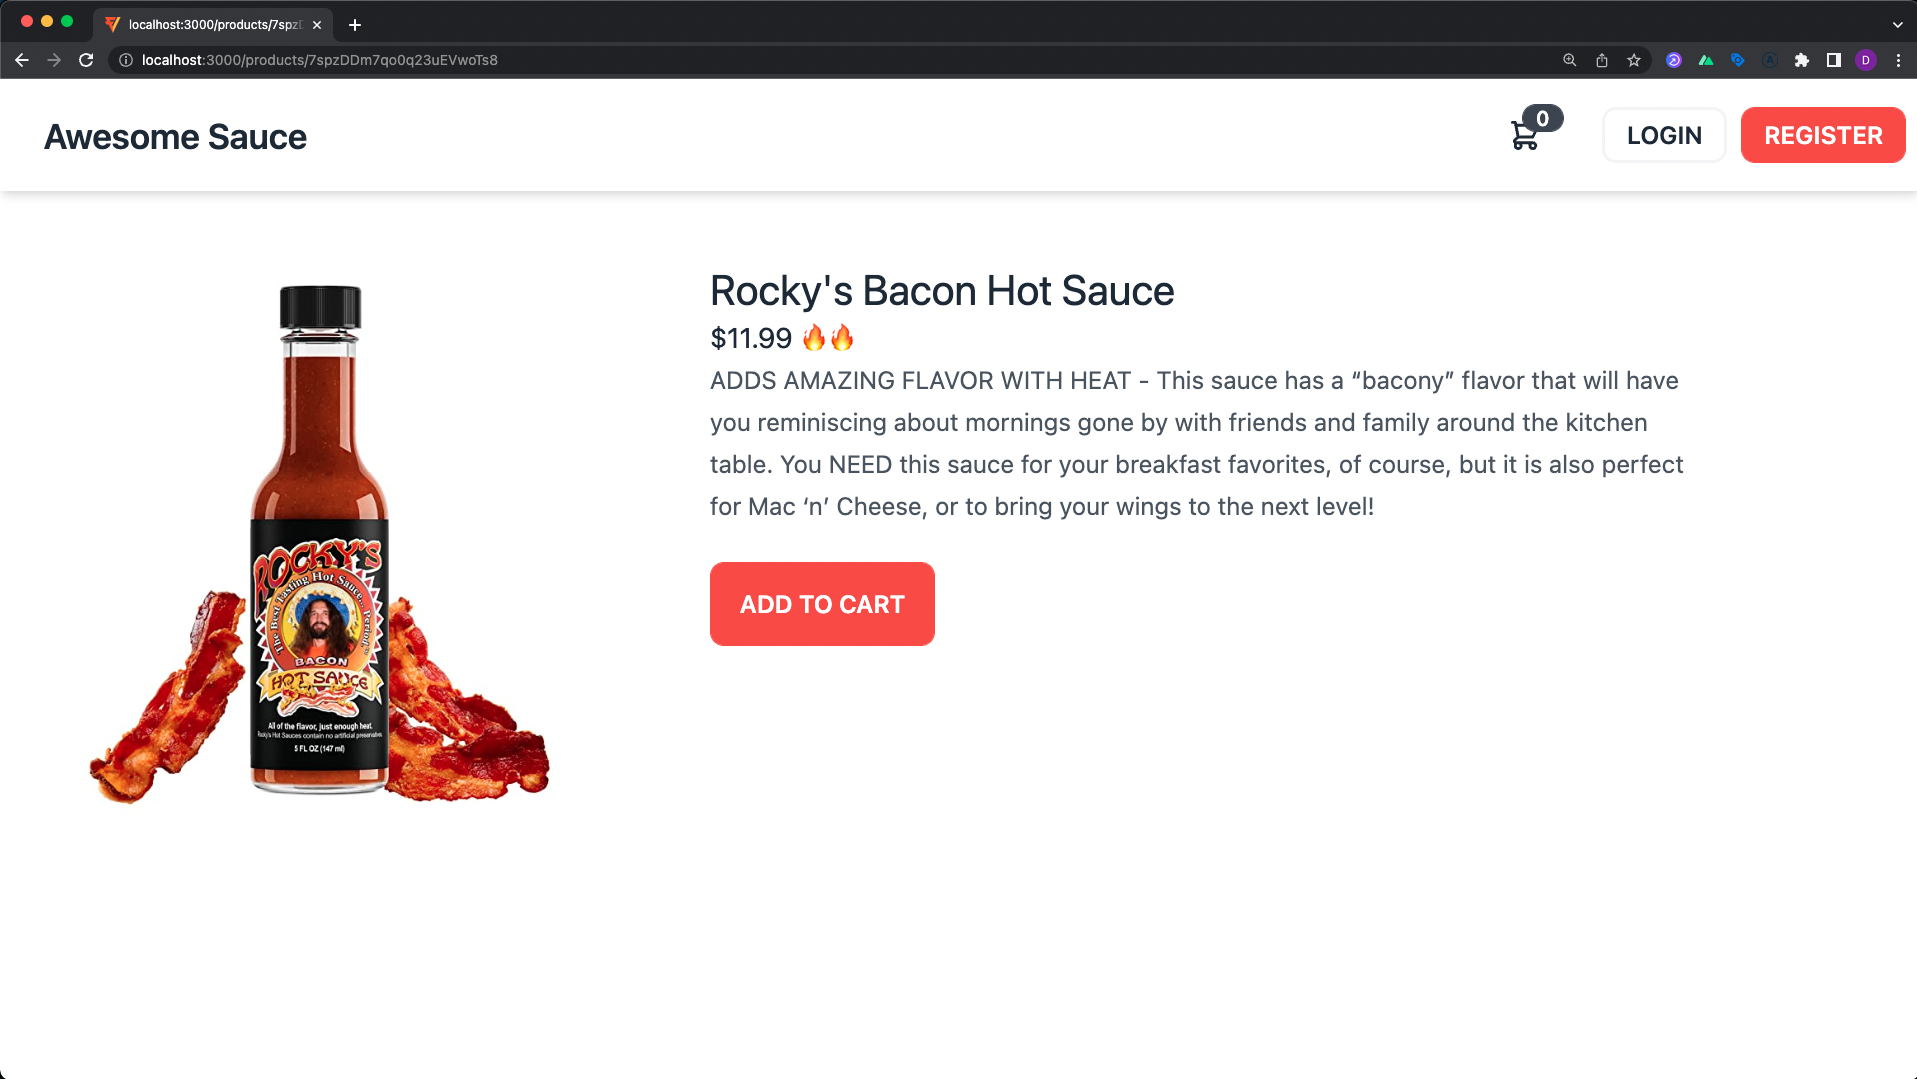 localhost:3000/products/7spz
localhost:3000/products/7spzDDm7qo0q23uEVwoTs8
D
Awesome Sauce
0
LOGIN
REGISTER
Rocky's Bacon Hot Sauce
$11.99 🔥🔥
ADDS AMAZING FLAVOR WITH HEAT - This sauce has a “bacony” flavor that will have
you reminiscing about mornings gone by with friends and family around the kitchen
table. You NEED this sauce for your breakfast favorites, of course, but it is also perfect
for Mac ‘n’ Cheese, or to bring your wings to the next level!
ADD TO CART
ROCKY'S
The Best Tasting Hot Sauce... Period.
BACON
HOT SAUCE
All of the flavor, just enough heat.
Rocky's Hot Sauces contain no artificial preservatives
5 FL OZ (147 ml)